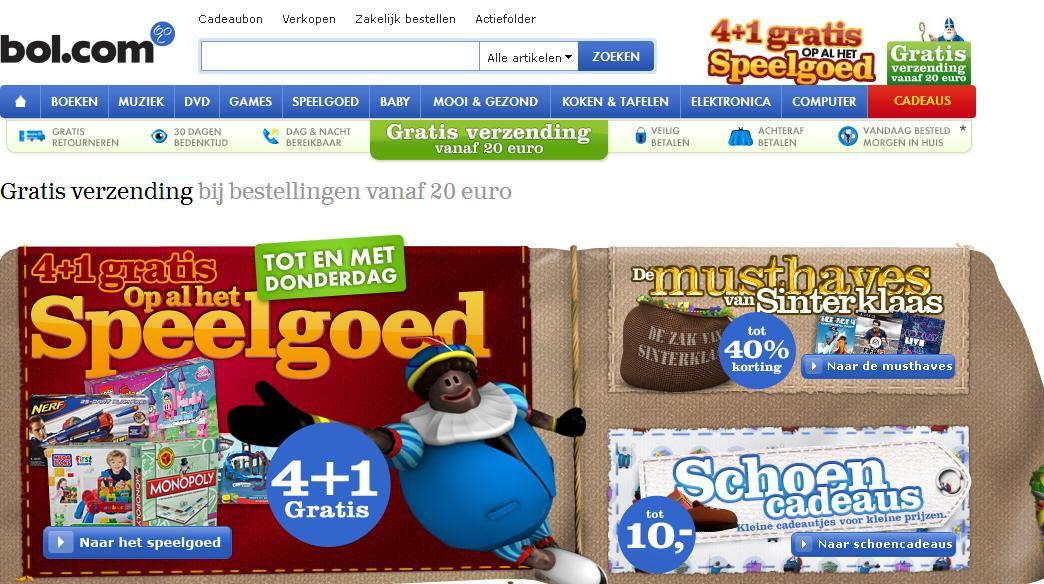 Cadeaubon Verkopen Zakelijk bestellen Actiefolder
bol.com go
Alle artikelen ZOEKEN
4+1 gratis
OP AL HET
Speelgoed
Gratis
verzending
vanaf 20 euro
BOEKEN MUZIEK DVD GAMES SPEELGOED BABY MOOI & GEZOND KOKEN & TAFELEN ELEKTRONICA COMPUTER CADEAUS
GRATIS
RETOURNEREN
30 DAGEN
BEDENKTIJD
DAG & NACHT
BEREIKBAAR
Gratis verzending
vanaf 20 euro
VEILIG
BETALEN
ACHTERAF
BETALEN
VANDAAG BESTELD *
MORGEN IN HUIS
Gratis verzending bij bestellingen vanaf 20 euro
4+1 gratis
Op al het
Speelgoed
TOT EN MET
DONDERDAG
NERF
MEGA BLOKS first
MONOPOLY
4+1
Gratis
Naar het speelgoed
De musthaves
van Sinterklaas
DE ZAK VAN
SINTERKLAAS
tot
40%
korting
Naar de musthaves
Schoen
cadeaus
Kleine cadeautjes voor kleine prijzen.
tot
10,-
Naar schoencadeaus